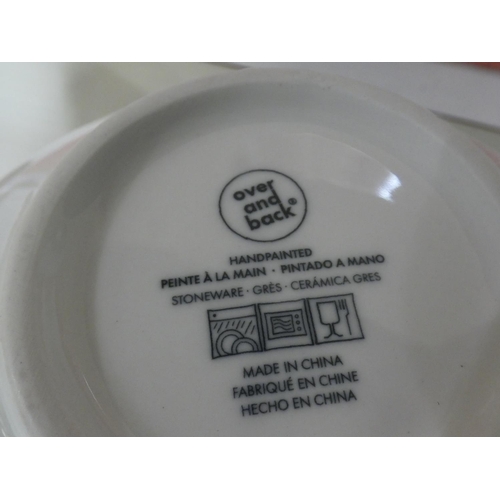 over
and
back®
HANDPAINTED
PEINTE À LA MAIN · PINTADO A MANO
STONEWARE · GRÈS · CERÁMICA GRES
MADE IN CHINA
FABRIQUÉ EN CHINE
HECHO EN CHINA